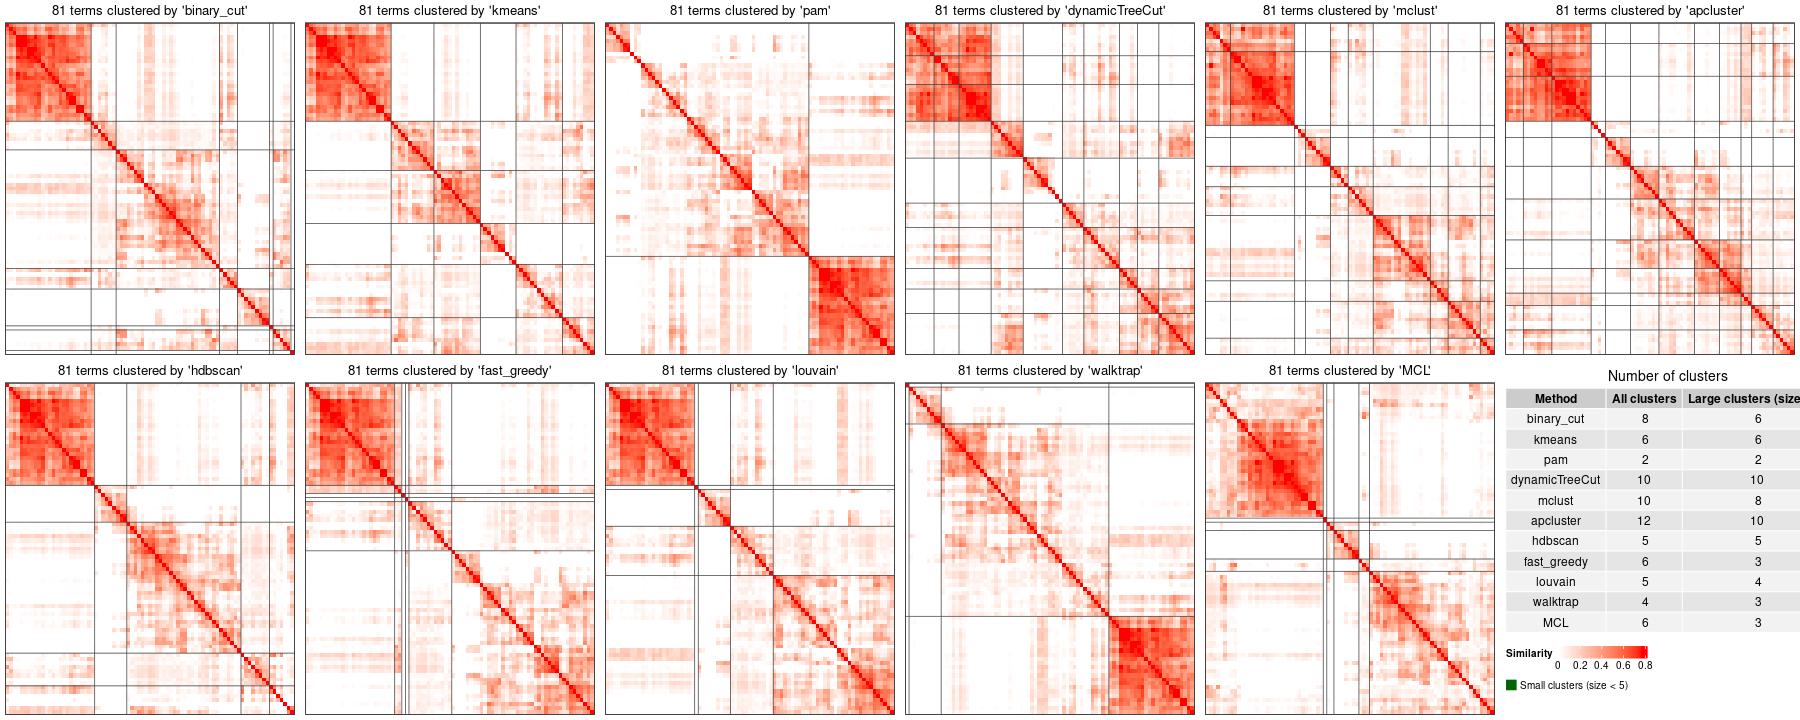 81 terms clustered by 'binary_cut'
81 terms clustered by 'kmeans'
81 terms clustered by 'pam'
81 terms clustered by 'dynamicTreeCut'
81 terms clustered by 'mclust'
81 terms clustered by 'apcluster'
81 terms clustered by 'hdbscan'
81 terms clustered by 'fast_greedy'
81 terms clustered by 'louvain'
81 terms clustered by 'walktrap'
81 terms clustered by 'MCL'
Number of clusters
Method All clusters Large clusters (size
binary_cut 8 6
kmeans 6 6
pam 2 2
dynamicTreeCut 10 10
mclust 10 8
apcluster 12 10
hdbscan 5 5
fast_greedy 6 3
louvain 5 4
walktrap 4 3
MCL 6 3
Similarity
0 0.2 0.4 0.6 0.8
Small clusters (size < 5)